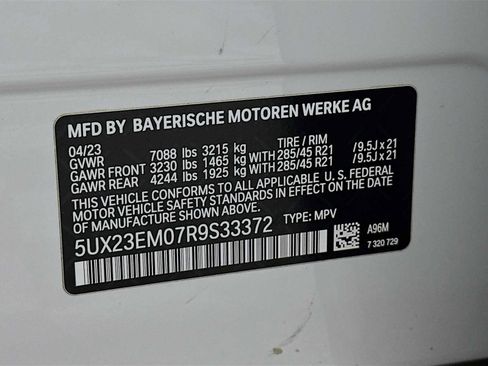 MFD BY BAYERISCHE MOTOREN WERKE AG
04/23 TIRE / RIM
GVWR 7088 lbs 3215 kg
GAWR FRONT 3230 lbs 1465 kg WITH 285/45 R21 /9.5J x 21
GAWR REAR 4244 lbs 1925 kg WITH 285/45 R21 /9.5J x 21
THIS VEHICLE CONFORMS TO ALL APPLICABLE U.S. FEDERAL
MOTOR VEHICLE SAFETY STANDARDS IN EFFECT ON THE DATE
OF MANUFACTURE SHOWN ABOVE.
5UX23EM07R9S33372 TYPE: MPV
A96M
7 320 729